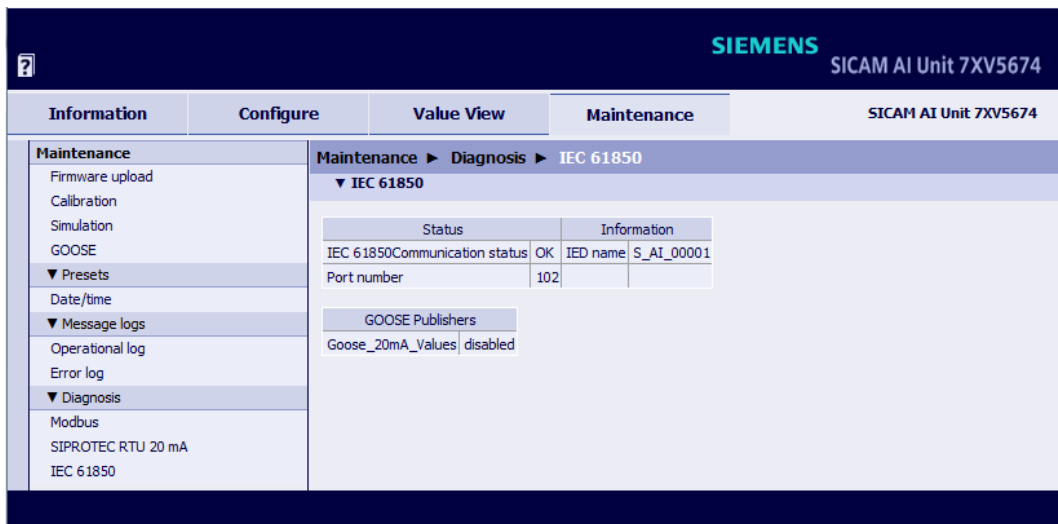 SIEMENS
? SICAM AI Unit 7XV5674
Information Configure Value View Maintenance SICAM AI Unit 7XV5674
Maintenance
Firmware upload
Calibration
Simulation
GOOSE
▼ Presets
Date/time
▼ Message logs
Operational log
Error log
▼ Diagnosis
Modbus
SIPROTEC RTU 20 mA
IEC 61850
Maintenance ► Diagnosis ► IEC 61850
▼ IEC 61850
Status Information
IEC 61850Communication status OK IED name S_AI_00001
Port number 102
GOOSE Publishers
Goose_20mA_Values disabled